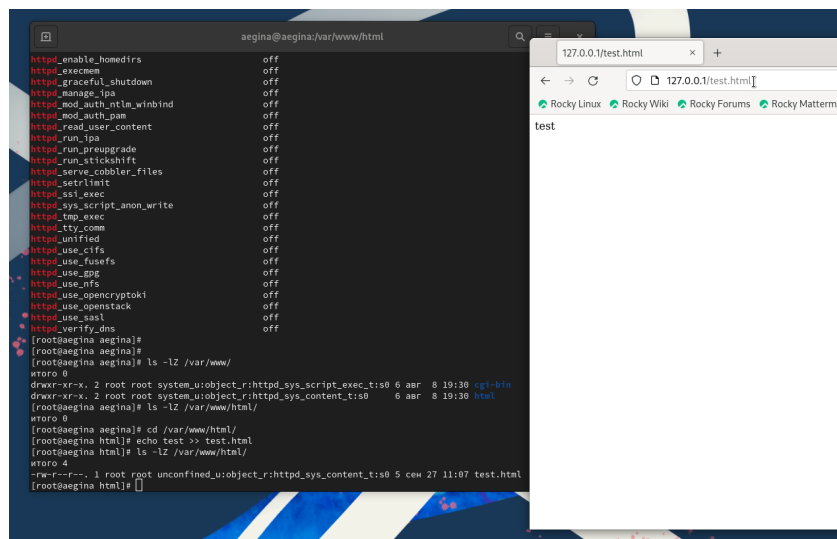 aegina@aegina:/var/www/html
httpd_enable_homedirs off
httpd_execmem off
httpd_graceful_shutdown off
httpd_manage_ipa off
httpd_mod_auth_ntlm_winbind off
httpd_mod_auth_pam off
httpd_read_user_content off
httpd_run_ipa off
httpd_run_preupgrade off
httpd_run_stickshift off
httpd_serve_cobbler_files off
httpd_setrlimit off
httpd_ssi_exec off
httpd_sys_script_anon_write off
httpd_tmp_exec off
httpd_tty_comm off
httpd_unified off
httpd_use_cifs off
httpd_use_fusefs off
httpd_use_gpg off
httpd_use_nfs off
httpd_use_opencryptoki off
httpd_use_openstack off
httpd_use_sasl off
httpd_verify_dns off
[root@aegina aegina]#
[root@aegina aegina]#
[root@aegina aegina]# ls -lZ /var/www/
итого 0
drwxr-xr-x. 2 root root system_u:object_r:httpd_sys_script_exec_t:s0 6 авг 8 19:30 cgi-bin
drwxr-xr-x. 2 root root system_u:object_r:httpd_sys_content_t:s0 6 авг 8 19:30 html
[root@aegina aegina]# ls -lZ /var/www/html/
итого 0
[root@aegina aegina]# cd /var/www/html/
[root@aegina html]# echo test >> test.html
[root@aegina html]# ls -lZ /var/www/html/
итого 4
-rw-r--r--. 1 root root unconfined_u:object_r:httpd_sys_content_t:s0 5 сен 27 11:07 test.html
[root@aegina html]#
127.0.0.1/test.html
127.0.0.1/test.html
Rocky Linux Rocky Wiki Rocky Forums Rocky Matterm
test